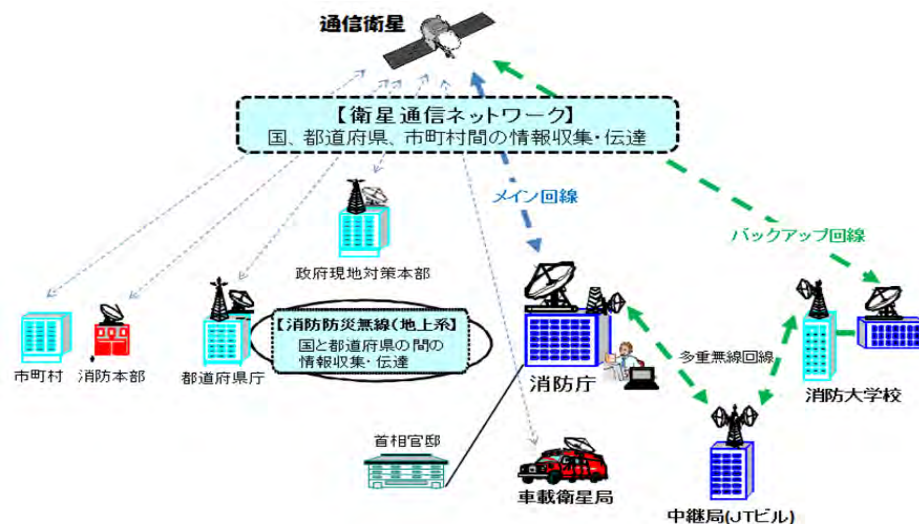 通信衛星
【衛星通信ネットワーク】
国、都道府県、市町村間の情報収集・伝達
メイン回線
バックアップ回線
政府現地対策本部
【消防防災無線(地上系)】
国と都道府県の間の
情報収集・伝達
市町村
消防本部
都道府県庁
消防庁
多重無線回線
消防大学校
首相官邸
車載衛星局
中継局(JTビル)